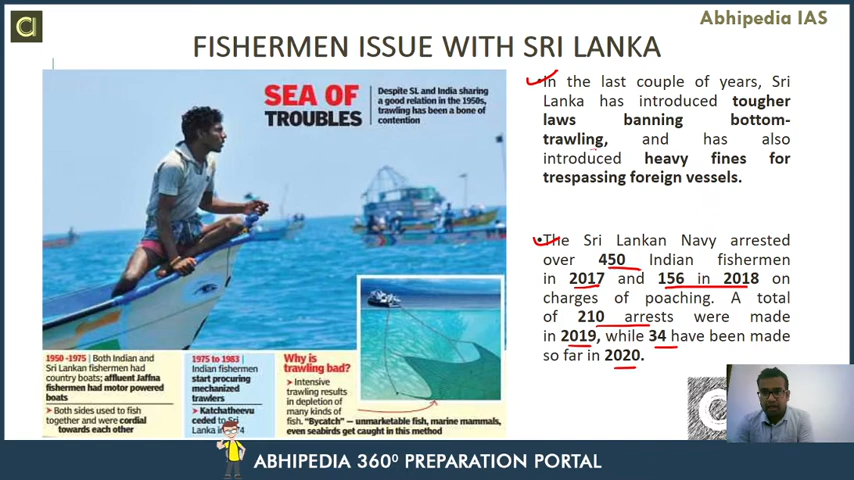 Abhipedia IAS
FISHERMEN ISSUE WITH SRI LANKA
SEA OF
TROUBLES
Despite SL and India sharing
a good relation in the 1950s,
trawling has been a bone of
contention
1950 -1975 | Both Indian and
Sri Lankan fishermen had
country boats; affluent Jaffna
fishermen had motor powered
boats
➤ Both sides used to fish
together and were cordial
towards each other
1975 to 1983 |
Indian fishermen
start procuring
mechanized
trawlers
➤ Katchatheevu
ceded to Sri
Lanka in 74
Why is
trawling bad?
➤ Intensive
trawling results
in depletion of
many kinds of
fish. "Bycatch" — unmarketable fish, marine mammals,
even seabirds get caught in this method
•In the last couple of years, Sri
Lanka has introduced tougher
laws banning bottom-
trawling, and has also
introduced heavy fines for
trespassing foreign vessels.
•The Sri Lankan Navy arrested
over 450 Indian fishermen
in 2017 and 156 in 2018 on
charges of poaching. A total
of 210 arrests were made
in 2019, while 34 have been made
so far in 2020.
ABHIPEDIA 360⁰ PREPARATION PORTAL